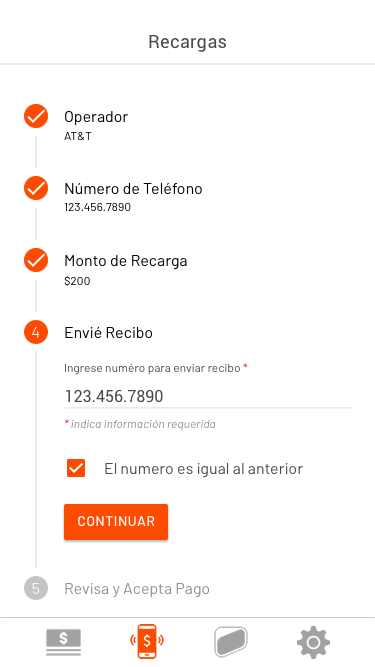 Recargas
Operador
AT&T
Número de Teléfono
123.456.7890
Monto de Recarga
$200
4 Envié Recibo
Ingrese numéro para enviar recibo *
123.456.7890
* indica información requerida
El numero es igual al anterior
CONTINUAR
5 Revisa y Acepta Pago
$ $